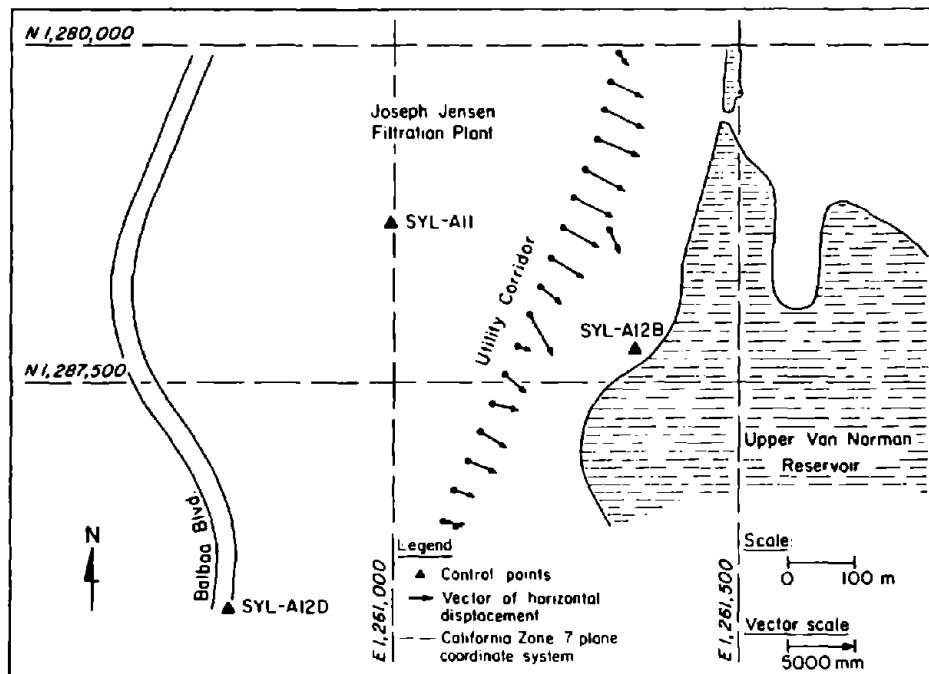 N 1,280,000
Joseph Jensen
Filtration Plant
SYL-A11
Utility Corridor
SYL-A12B
N 1,287,500
Upper Van Norman
Reservoir
Balboa Blvd.
N
SYL-A12D
E 1,261,000
Legend
Control points
Vector of horizontal
displacement
California Zone 7 plane
coordinate system
E 1,261,500
Scale:
0 100 m
Vector scale
5000 mm